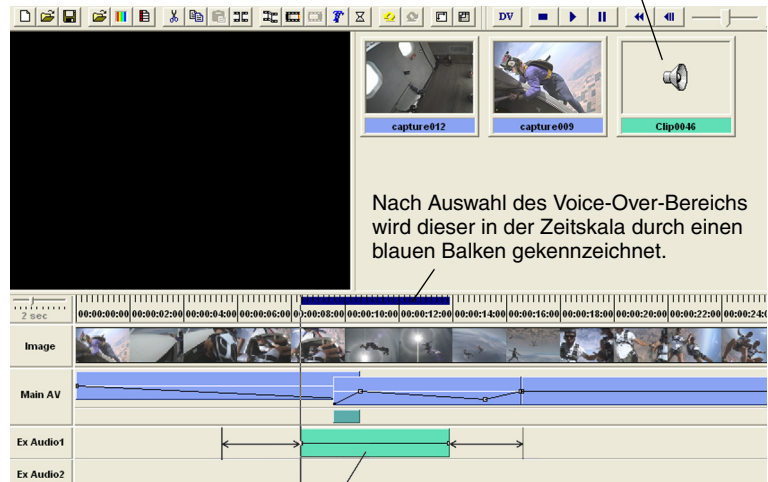 DV
capture012
capture009
Clip0046
Nach Auswahl des Voice-Over-Bereichs
wird dieser in der Zeitskala durch einen
blauen Balken gekennzeichnet.
2 sec
00:00:00:00 00:00:02:00 00:00:04:00 00:00:06:00 0):00:08:00 00:00:10:00 00:00:12:00 00:00:14:00 00:00:16:00 00:00:18:00 00:00:20:00 00:00:22:00 00:00:24:0
Image
Main AV
Ex Audio1
Ex Audio2